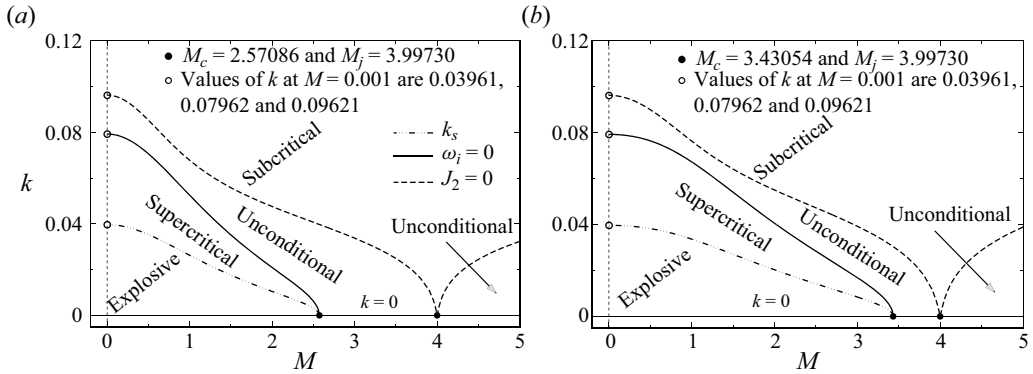 (a)
0.12
0.08
0.04
0
k
M_c = 2.57086 and M_j = 3.99730
Values of k at M = 0.001 are 0.03961,
0.07962 and 0.09621
k_s
ω_i = 0
J_2 = 0
Subcritical
Unconditional
Unconditional
Supercritical
Explosive
k = 0
0 1 2 3 4 5
M
(b)
0.12
0.08
0.04
0
M_c = 3.43054 and M_j = 3.99730
Values of k at M = 0.001 are 0.03961,
0.07962 and 0.09621
Subcritical
Unconditional
Unconditional
Supercritical
Explosive
k = 0
0 1 2 3 4 5
M